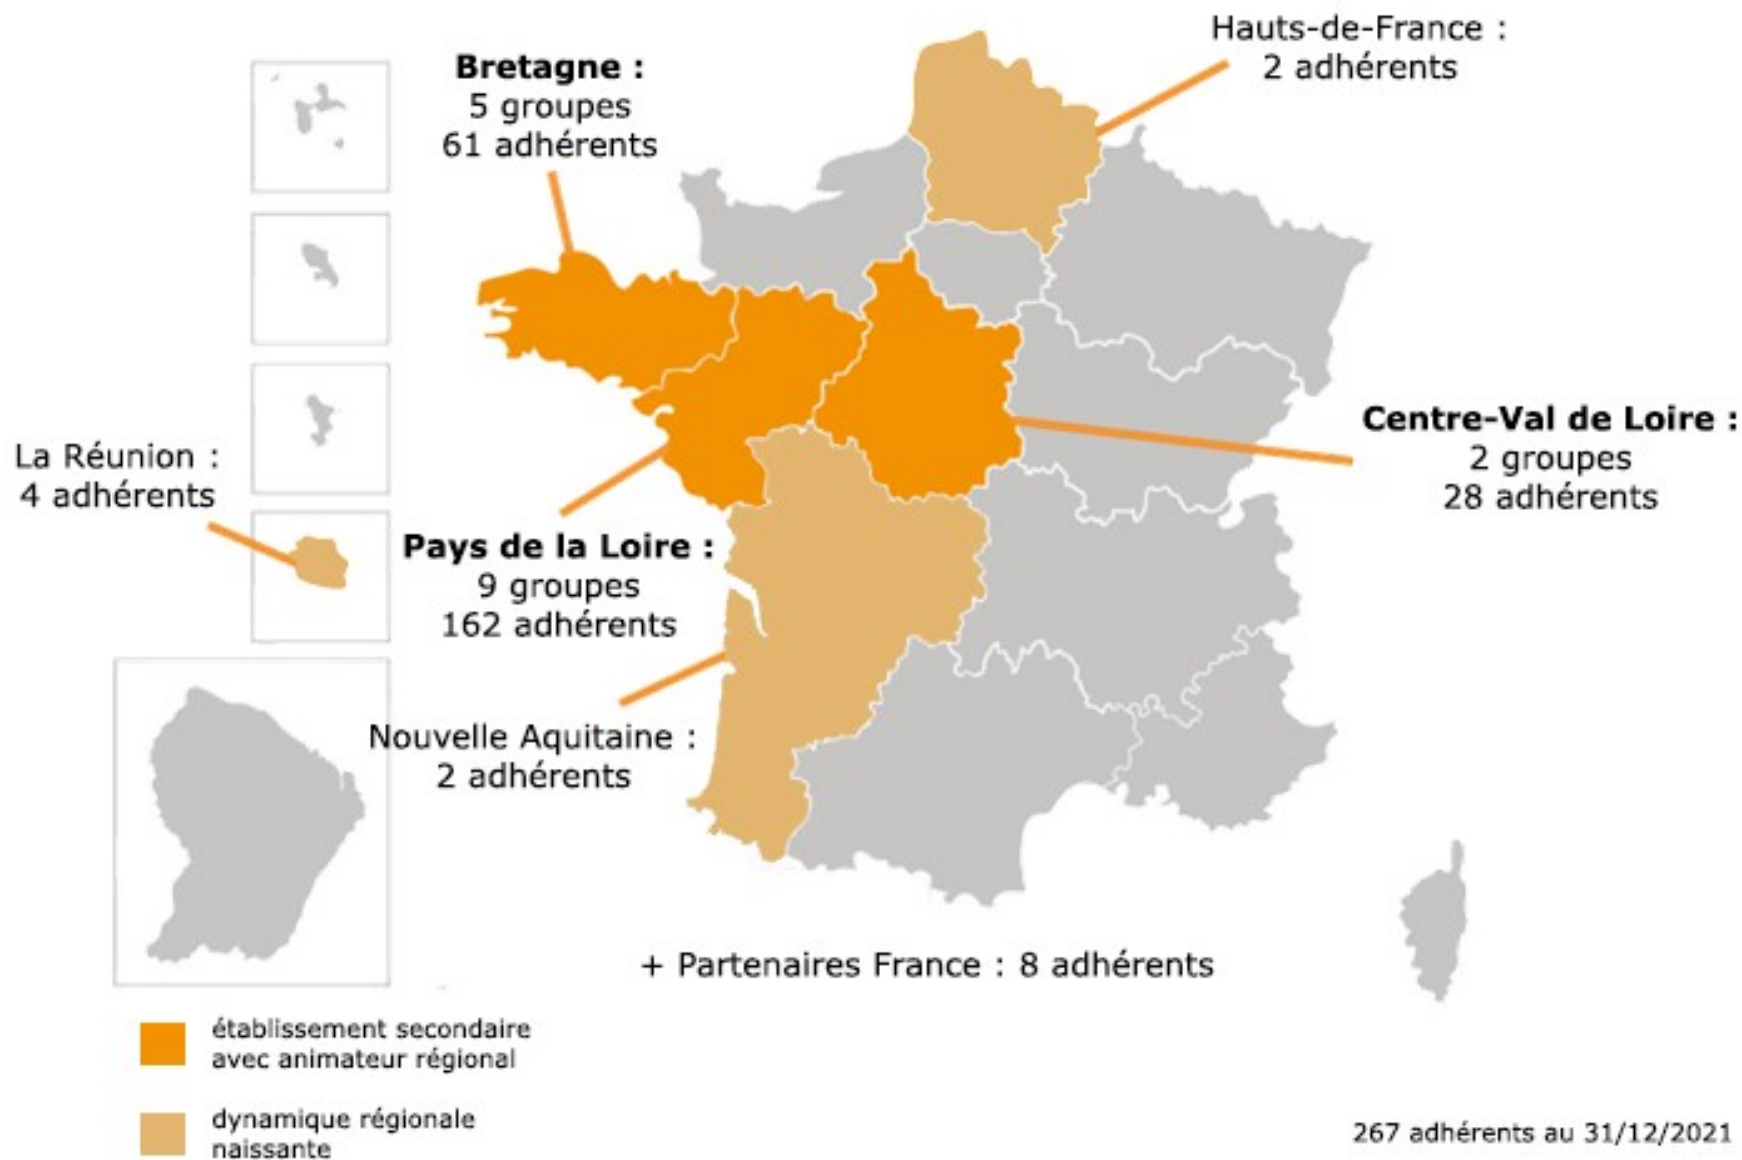 Hauts-de-France :
2 adhérents
Bretagne :
5 groupes
61 adhérents
Centre-Val de Loire :
2 groupes
28 adhérents
La Réunion :
4 adhérents
Pays de la Loire :
9 groupes
162 adhérents
Nouvelle Aquitaine :
2 adhérents
+ Partenaires France : 8 adhérents
établissement secondaire
avec animateur régional
dynamique régionale
naissante
267 adhérents au 31/12/2021